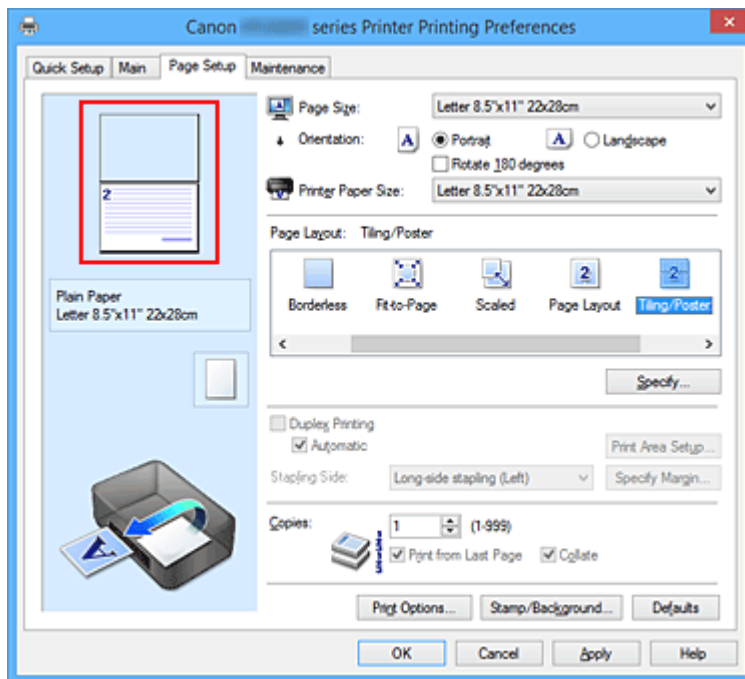 Canon series Printer Printing Preferences
Quick Setup Main Page Setup Maintenance
Page Size: Letter 8.5"x11" 22x28cm
Orientation: A Portrait A Landscape
Rotate 180 degrees
Printer Paper Size: Letter 8.5"x11" 22x28cm
2
Page Layout: Tiling/Poster
2 2
Borderless Fit-to-Page Scaled Page Layout Tiling/Poster
Plain Paper
Letter 8.5"x11" 22x28cm
Specify...
Duplex Printing
Automatic Print Area Setup...
Stapling Side: Long-side stapling (Left) Specify Margin...
Copies: 1 (1-999)
Print from Last Page Collate
A
Print Options... Stamp/Background... Defaults
OK Cancel Apply Help